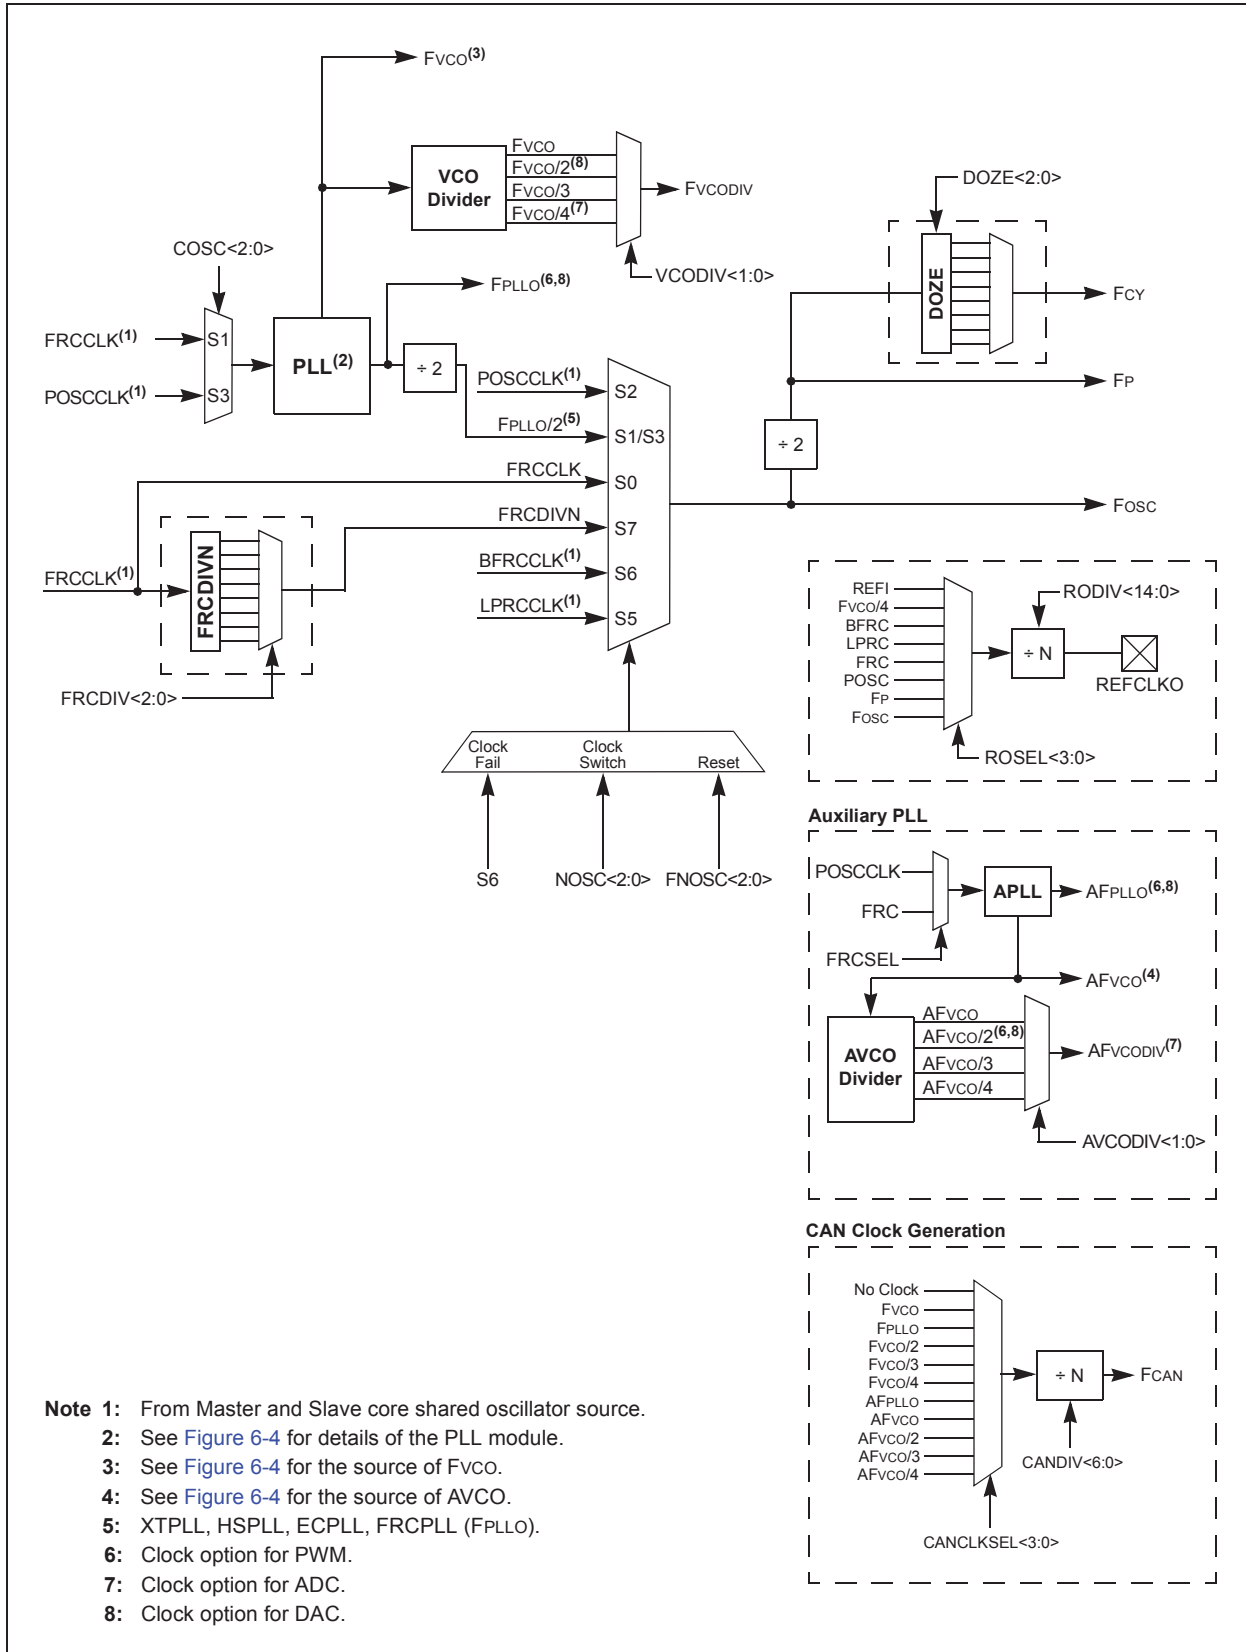 FVCO(3)
VCO
Divider
FVCO
FVCO/2(8)
FVCO/3
FVCO/4(7)
FVCODIV
VCODIV<1:0>
COSC<2:0>
FRCCLK(1)
S1
POSCCLK(1)
S3
PLL(2)
FPLLO(6,8)
÷ 2
POSCCLK(1)
S2
FPLLO/2(5)
S1/S3
FRCCLK
S0
FRCDIVN
S7
BFRCCLK(1)
S6
LPRCCLK(1)
S5
FRCCLK(1)
FRCDIVN
FRCDIV<2:0>
Clock
Fail
Clock
Switch
Reset
S6
NOSC<2:0>
FNOSC<2:0>
DOZE<2:0>
DOZE
FCY
FP
÷ 2
FOSC
REFI
FVCO/4
BFRC
LPRC
FRC
POSC
FP
FOSC
RODIV<14:0>
÷ N
REFCLKO
ROSEL<3:0>
Auxiliary PLL
POSCCLK
FRC
FRCSEL
APLL
AFPLLO(6,8)
AFVCO(4)
AVCO
Divider
AFVCO
AFVCO/2(6,8)
AFVCO/3
AFVCO/4
AFVCODIV(7)
AVCODIV<1:0>
CAN Clock Generation
No Clock
FVCO
FPLLO
FVCO/2
FVCO/3
FVCO/4
AFPLLO
AFVCO
AFVCO/2
AFVCO/3
AFVCO/4
÷ N
FCAN
CANDIV<6:0>
CANCLKSEL<3:0>
Note 1: From Master and Slave core shared oscillator source.
2: See Figure 6-4 for details of the PLL module.
3: See Figure 6-4 for the source of FVCO.
4: See Figure 6-4 for the source of AVCO.
5: XTPLL, HSPLL, ECPLL, FRCPLL (FPLLO).
6: Clock option for PWM.
7: Clock option for ADC.
8: Clock option for DAC.